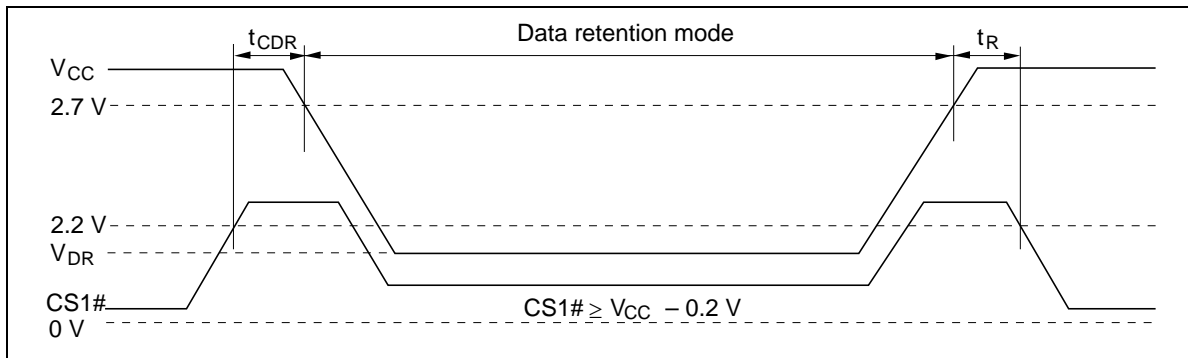 tCDR Data retention mode tR
VCC
2.7 V
2.2 V
VDR
CS1#
CS1# ≥ VCC – 0.2 V
0 V